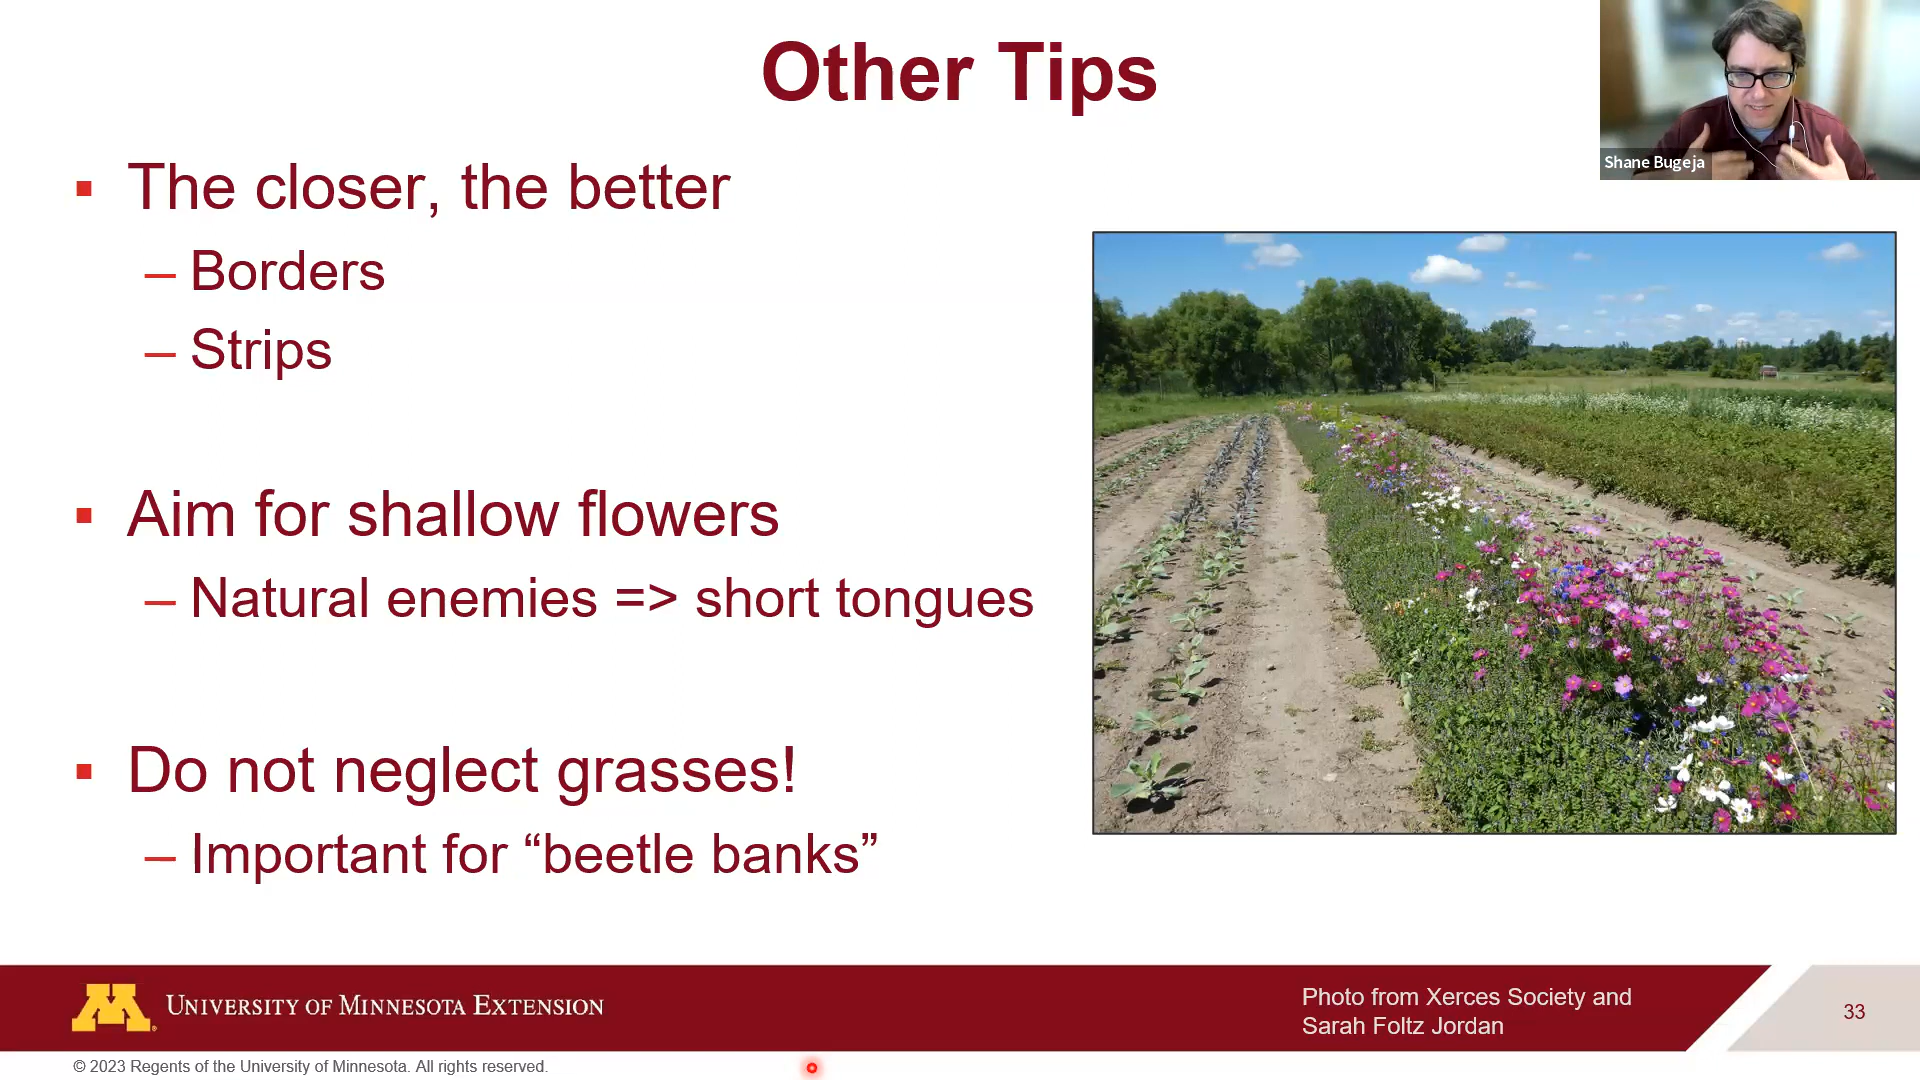 Other Tips
Shane Bugeja
▪ The closer, the better
– Borders
– Strips
▪ Aim for shallow flowers
– Natural enemies => short tongues
▪ Do not neglect grasses!
– Important for “beetle banks”
UNIVERSITY OF MINNESOTA EXTENSION
Photo from Xerces Society and
Sarah Foltz Jordan
33
© 2023 Regents of the University of Minnesota. All rights reserved.